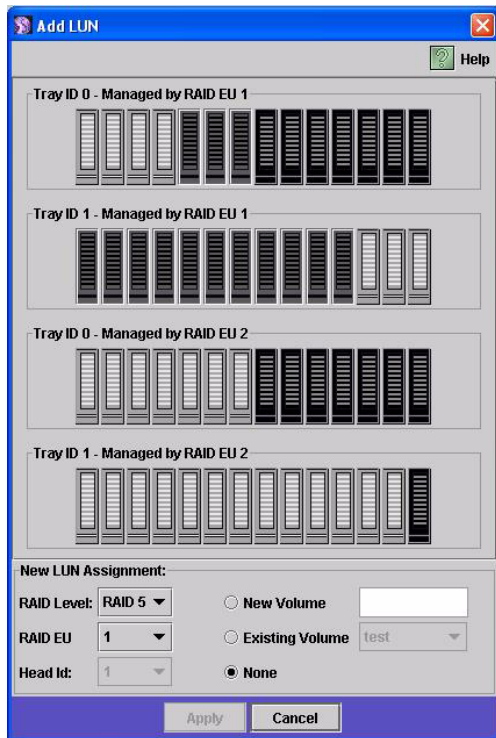 Add LUN
Help
Tray ID 0 - Managed by RAID EU 1
Tray ID 1 - Managed by RAID EU 1
Tray ID 0 - Managed by RAID EU 2
Tray ID 1 - Managed by RAID EU 2
New LUN Assignment:
RAID Level: RAID 5 New Volume
RAID EU 1 Existing Volume test
Head Id: 1 None
Apply Cancel